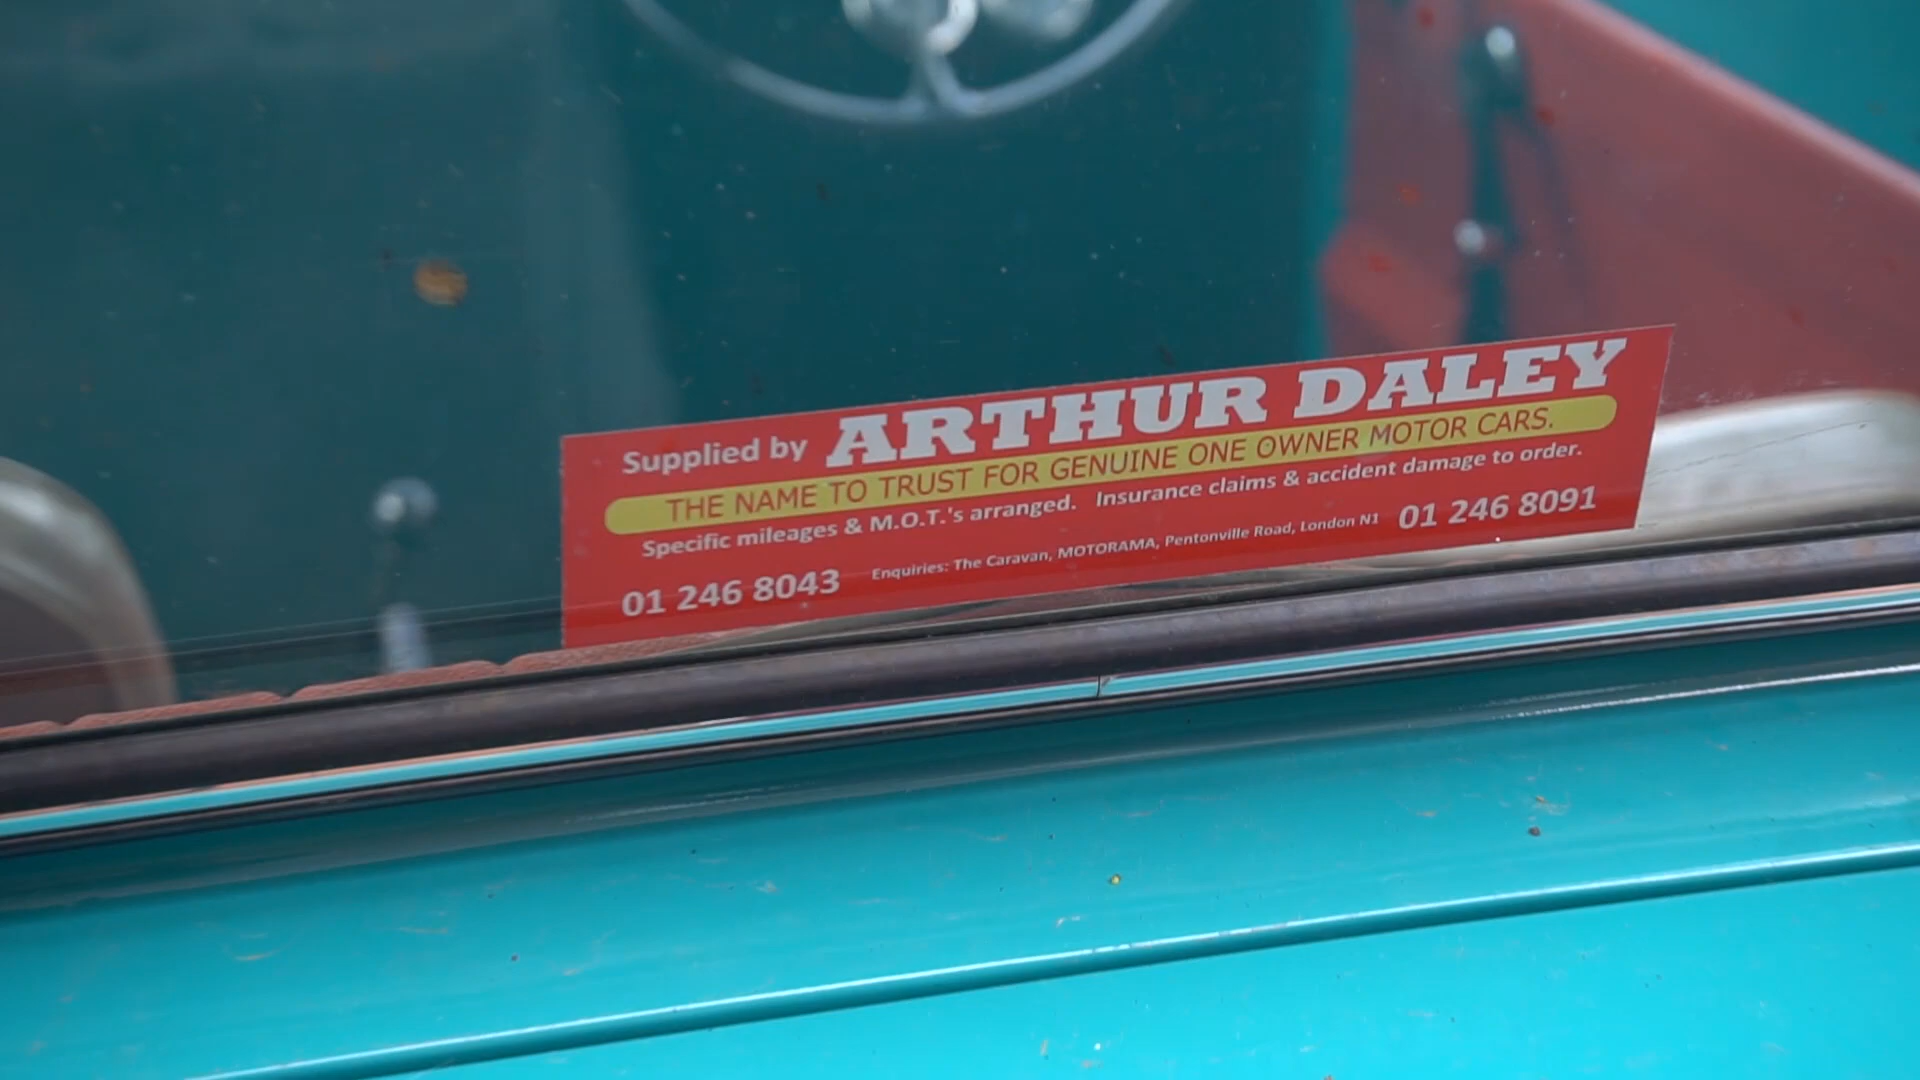 Supplied by ARTHUR DALEY
THE NAME TO TRUST FOR GENUINE ONE OWNER MOTOR CARS.
Specific mileages & M.O.T.'s arranged. Insurance claims & accident damage to order.
01 246 8043 Enquiries: The Caravan, MOTORAMA, Pentonville Road, London N1 01 246 8091